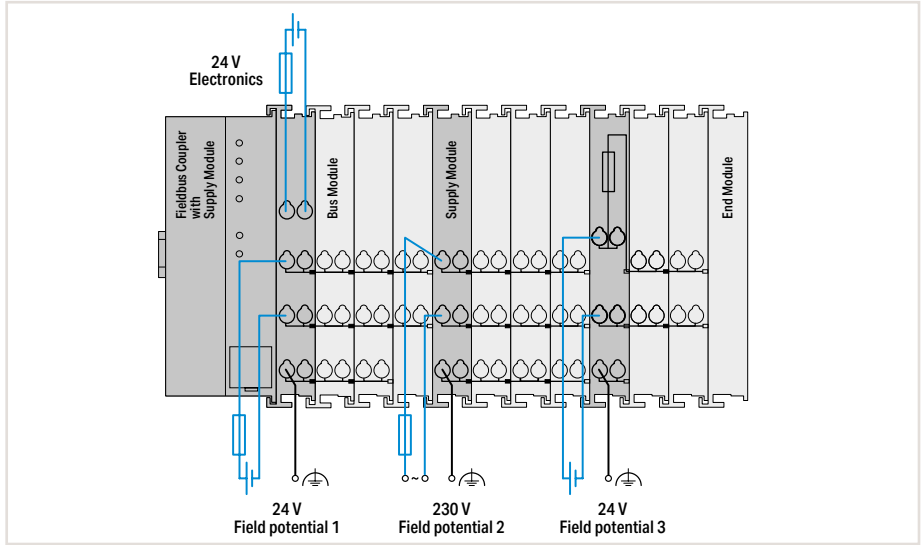 24 V
Electronics
Fieldbus Coupler
with
Supply Module
Bus Module
Supply Module
End Module
~
24 V
Field potential 1
230 V
Field potential 2
24 V
Field potential 3